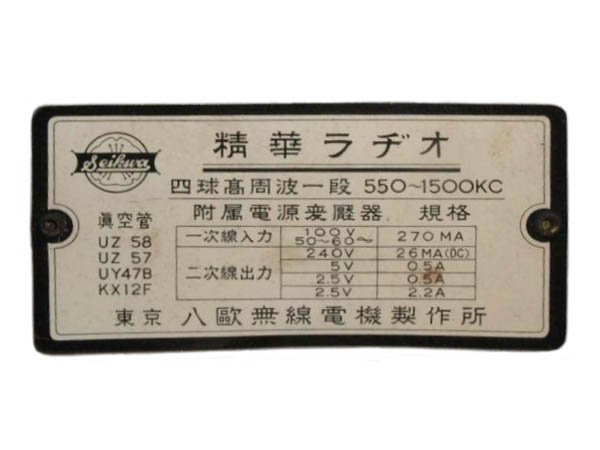 Seikwa
精華ラヂオ
四球高周波一段 550~1500KC
附属電源変壓器 規格
眞空管
UZ 58
UZ 57
UY47B
KX12F
一次線入力 100V 50~60~ 270 MA
二次線出力 240V 26MA(DC)
5V 0.5A
2.5V 0.5A
2.5V 2.2A
東京 八歐無線電機製作所